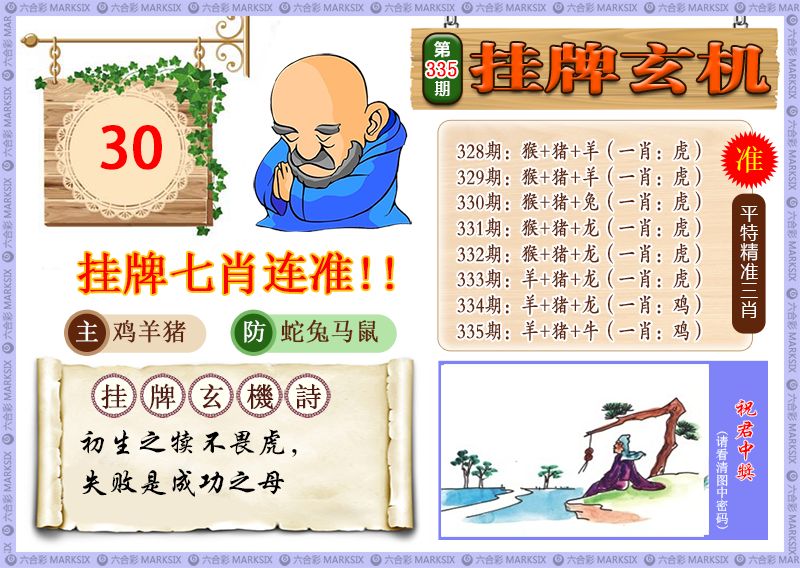 六合彩 MARKSIX
第335期
挂牌玄机
30
挂牌七肖连准!!
主 鸡羊猪
防 蛇兔马鼠
挂牌玄機詩
初生之犊不畏虎，
失败是成功之母
328期：猴+猪+羊（一肖：虎）
329期：猴+猪+羊（一肖：虎）
330期：猴+猪+兔（一肖：虎）
331期：猴+猪+龙（一肖：虎）
332期：猴+猪+龙（一肖：虎）
333期：羊+猪+龙（一肖：虎）
334期：羊+猪+龙（一肖：鸡）
335期：羊+猪+牛（一肖：鸡）
准
平特精准三肖
祝君中奖
（请看清图中密码）